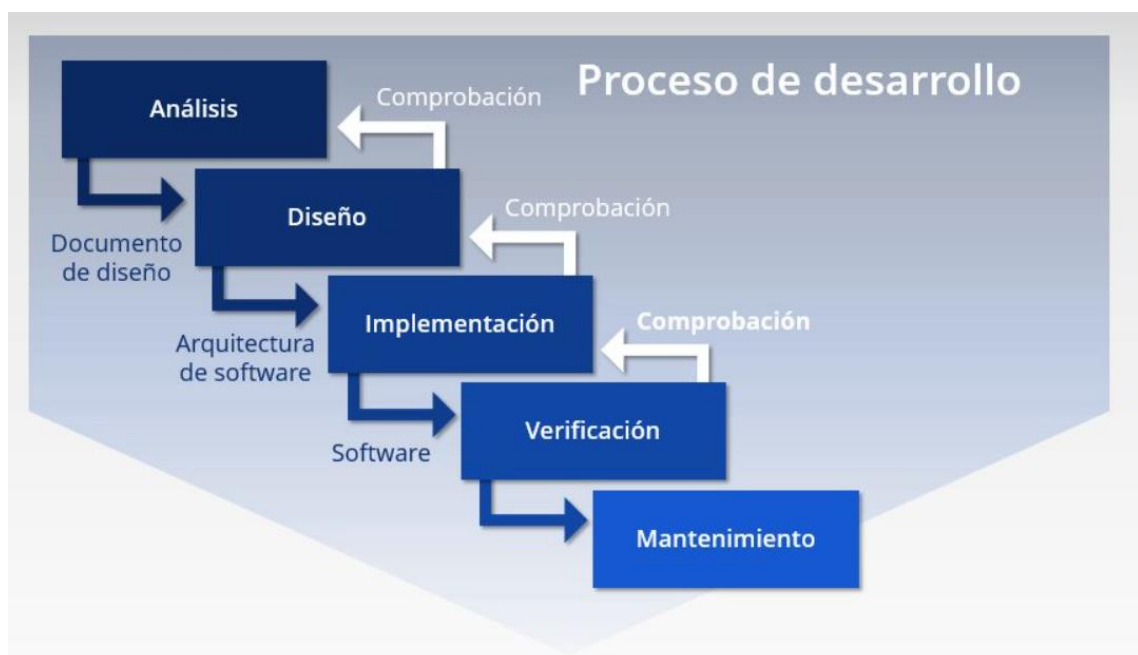 Proceso de desarrollo
Análisis
Comprobación
Diseño
Comprobación
Documento
de diseño
Implementación
Comprobación
Arquitectura
de software
Verificación
Software
Mantenimiento